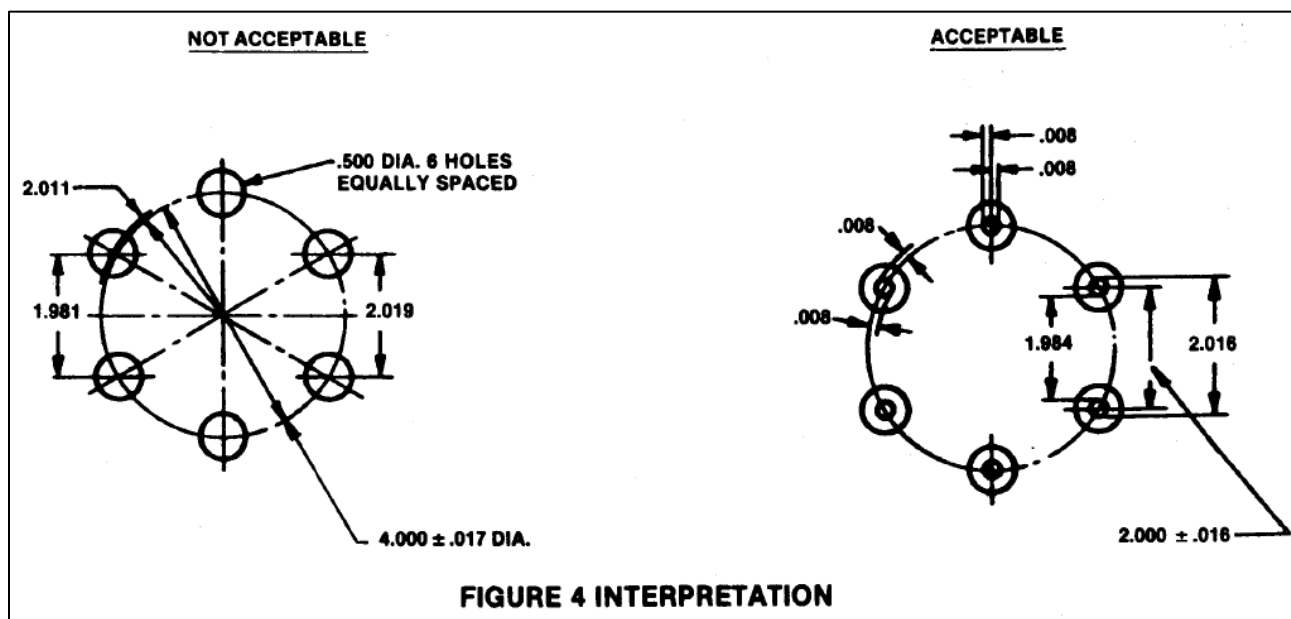 NOT ACCEPTABLE
ACCEPTABLE
.500 DIA. 6 HOLES
EQUALLY SPACED
2.011
1.981
2.019
4.000 ± .017 DIA.
.008
.008
.008
.008
1.984
2.016
2.000 ± .016
FIGURE 4 INTERPRETATION